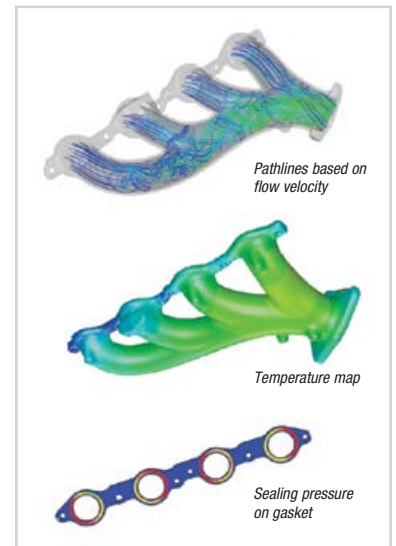 Pathlines based on
flow velocity
Temperature map
Sealing pressure
on gasket